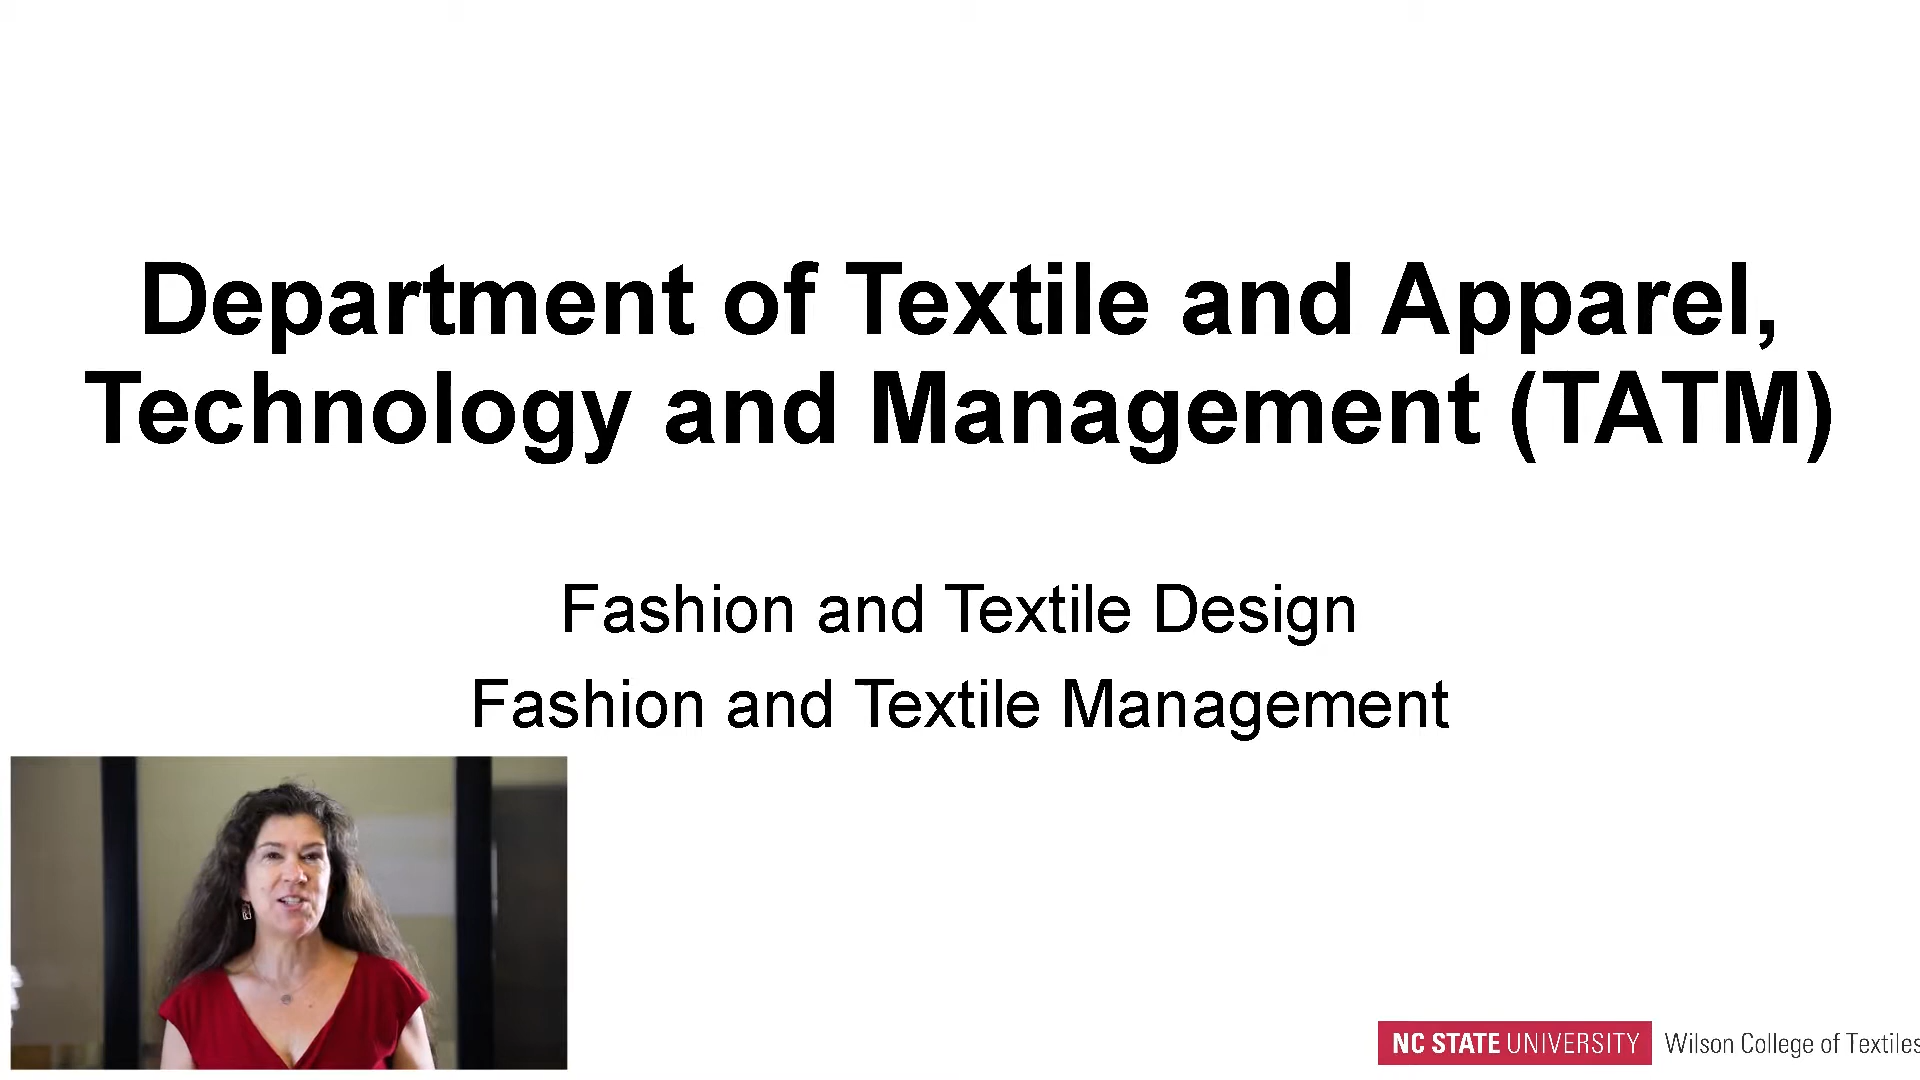 Department of Textile and Apparel,
Technology and Management (TATM)
Fashion and Textile Design
Fashion and Textile Management
NC STATE UNIVERSITY Wilson College of Textiles